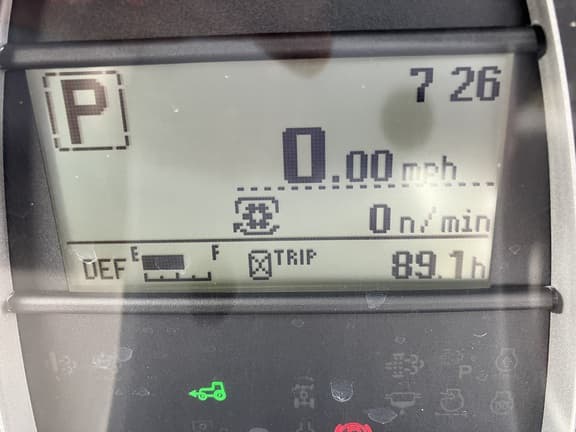 P
7 26
0.00 mph
0 n/min
DEF E F TRIP 89.1h
P